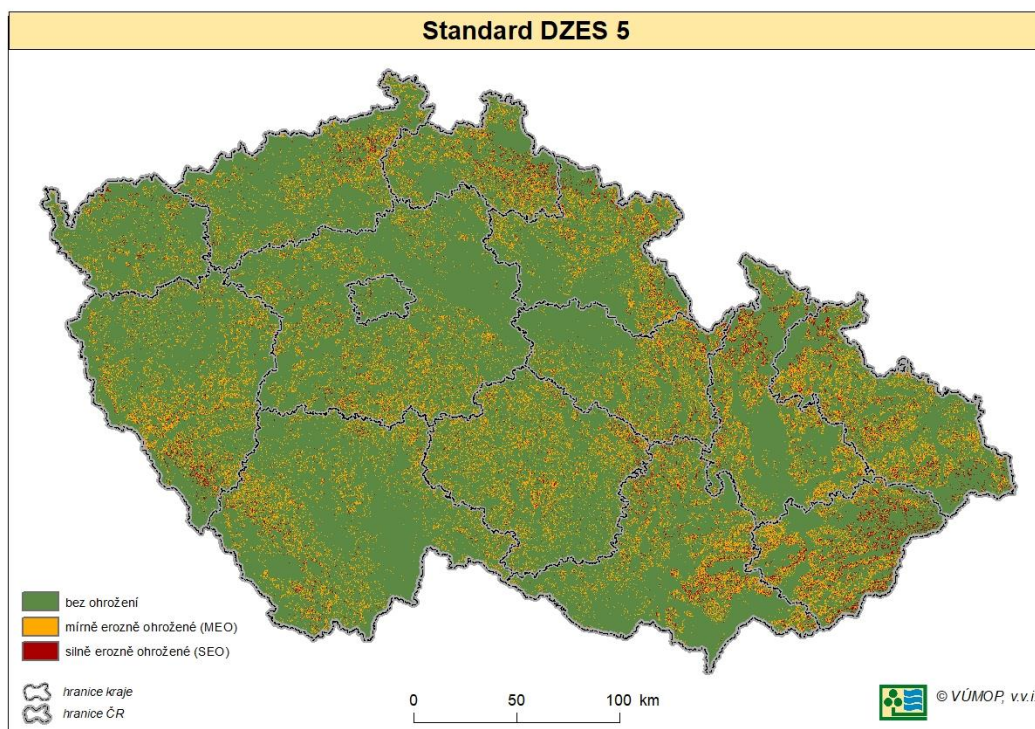 Standard DZES 5
bez ohrožení
mírně erozně ohrožené (MEO)
silně erozně ohrožené (SEO)
hranice kraje
hranice ČR
0 50 100 km
© VÚMOP, v.v.i.